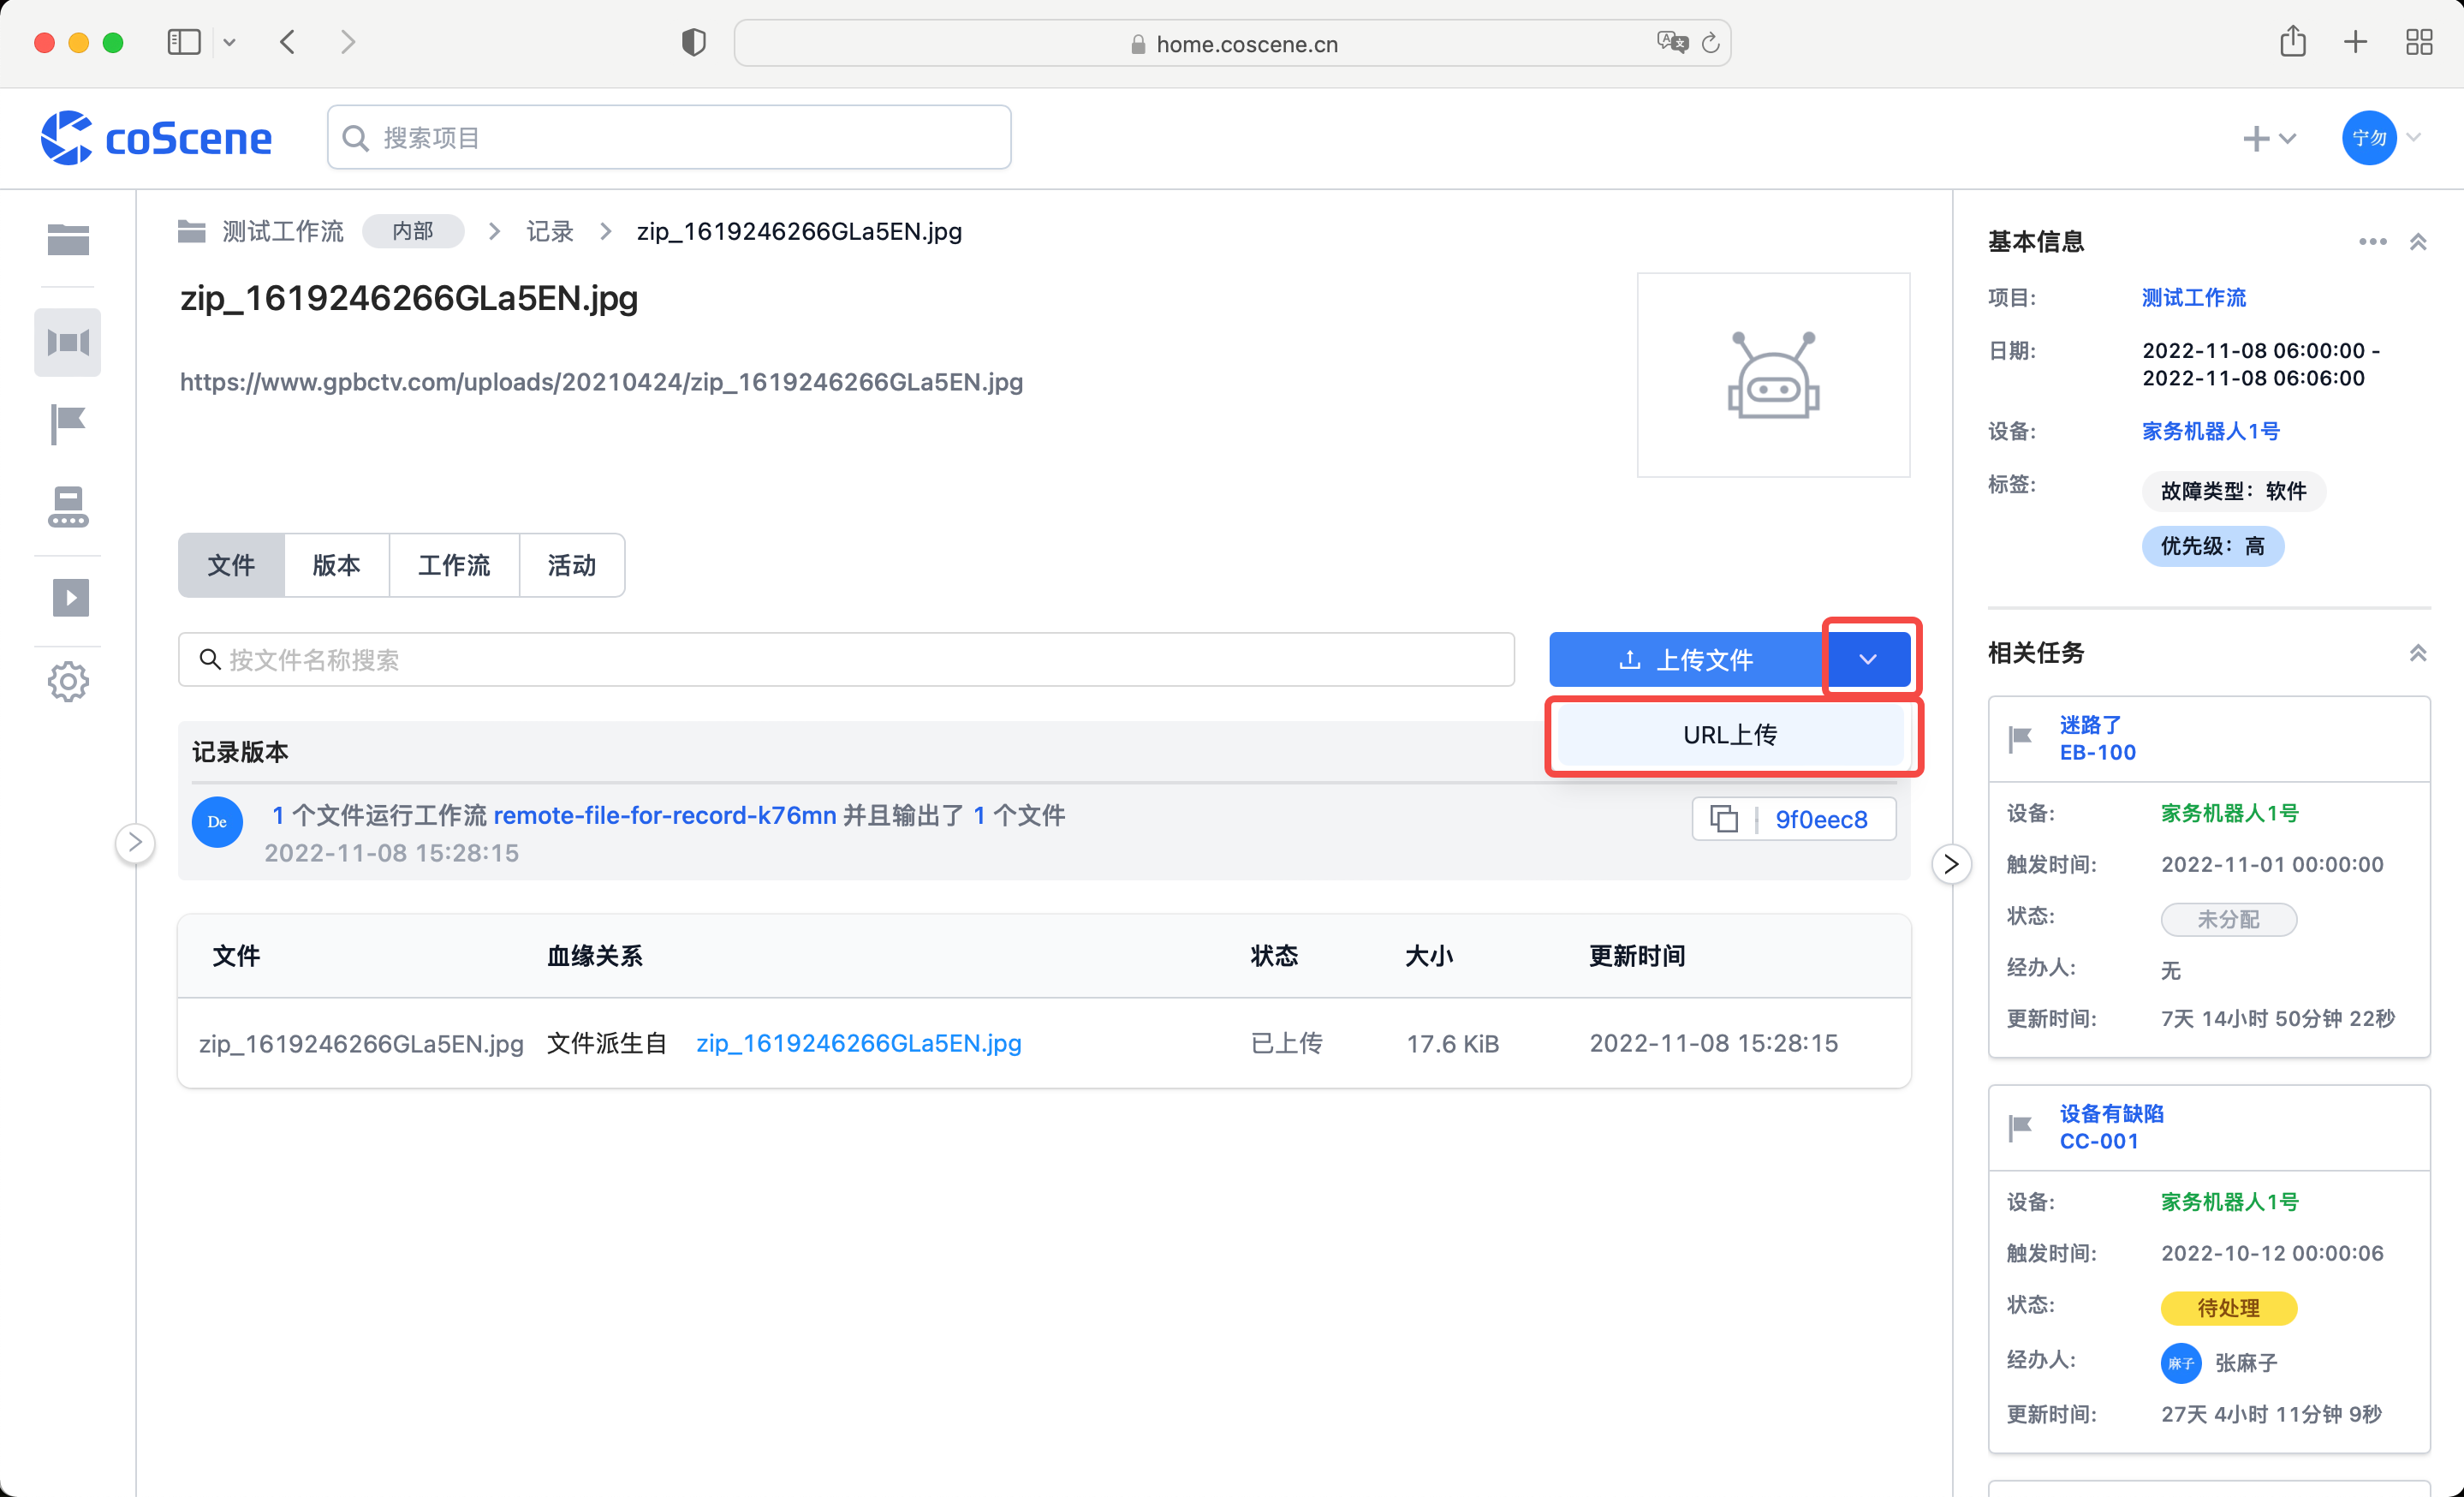 home.coscene.cn
coScene
搜索项目
宁勿
测试工作流 内部 记录 zip_1619246266GLa5EN.jpg
zip_1619246266GLa5EN.jpg
https://www.gpbctv.com/uploads/20210424/zip_1619246266GLa5EN.jpg
文件 版本 工作流 活动
按文件名称搜索
上传文件
URL上传
记录版本
De
1 个文件运行工作流 remote-file-for-record-k76mn 并且输出了 1 个文件
2022-11-08 15:28:15
9f0eec8
文件 血缘关系 状态 大小 更新时间
zip_1619246266GLa5EN.jpg 文件派生自 zip_1619246266GLa5EN.jpg 已上传 17.6 KiB 2022-11-08 15:28:15
基本信息
项目: 测试工作流
日期: 2022-11-08 06:00:00 -
2022-11-08 06:06:00
设备: 家务机器人1号
标签: 故障类型：软件
优先级：高
相关任务
迷路了
EB-100
设备: 家务机器人1号
触发时间: 2022-11-01 00:00:00
状态: 未分配
经办人: 无
更新时间: 7天 14小时 50分钟 22秒
设备有缺陷
CC-001
设备: 家务机器人1号
触发时间: 2022-10-12 00:00:06
状态: 待处理
经办人: 麻子 张麻子
更新时间: 27天 4小时 11分钟 9秒